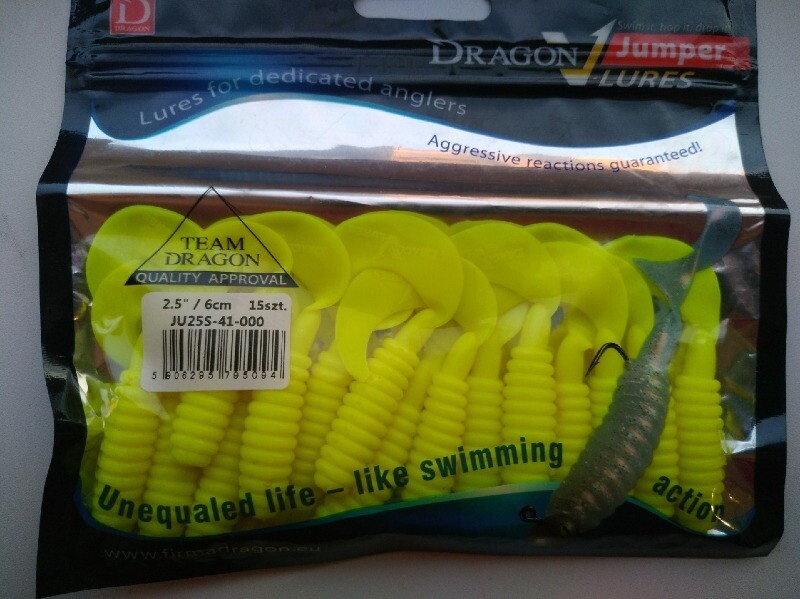 D
DRAGON
Swim it, hop it, drop it!
DRAGON V Jumper
LURES
Lures for dedicated anglers
Aggressive reactions guaranteed!
TEAM
DRAGON
QUALITY APPROVAL
2.5" / 6cm 15szt.
JU25S-41-000
5 906295 795094
Unequaled life – like swimming action
www.firmadragon.eu